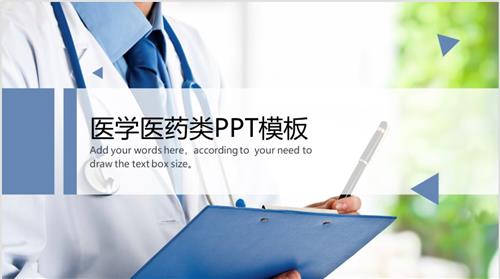 医学医药类PPT模板
Add your words here，according to your need to
draw the text box size。